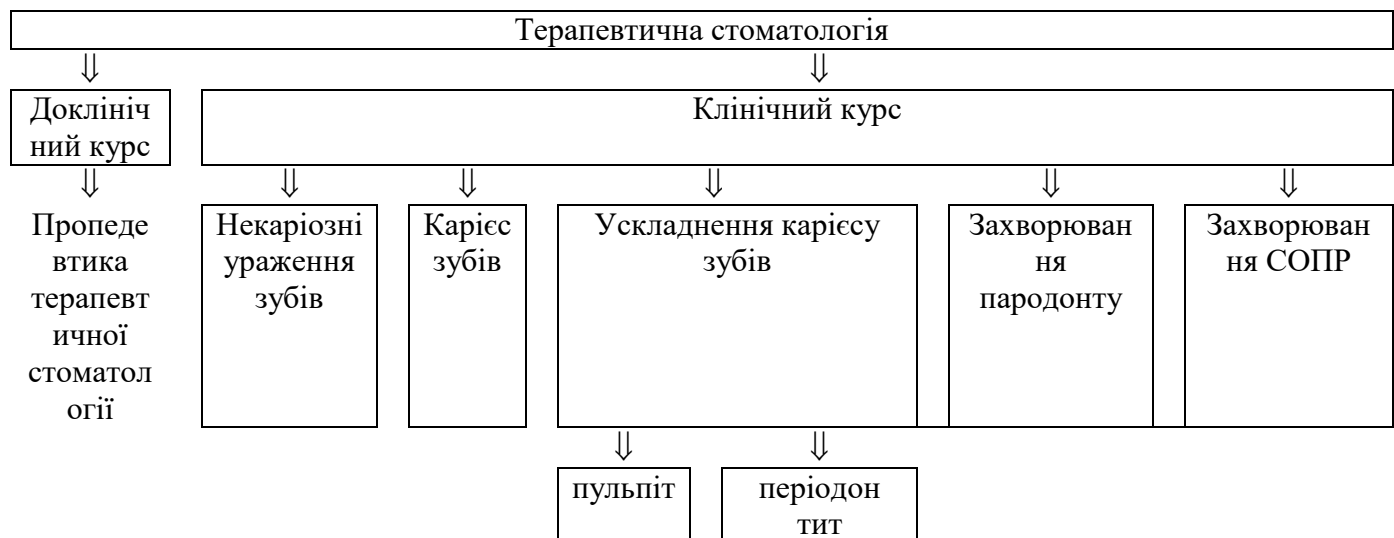 Терапевтична стоматологія
⇓ ⇓
Доклініч
ний курс
Клінічний курс
⇓ ⇓ ⇓ ⇓ ⇓ ⇓
Пропеде
втика
терапевт
ичної
стоматол
огії
Некаріозні
ураження
зубів
Карієс
зубів
Ускладнення карієсу
зубів
Захворюван
ня
пародонту
Захворюван
ня СОПР
⇓ ⇓
пульпіт
періодон
тит